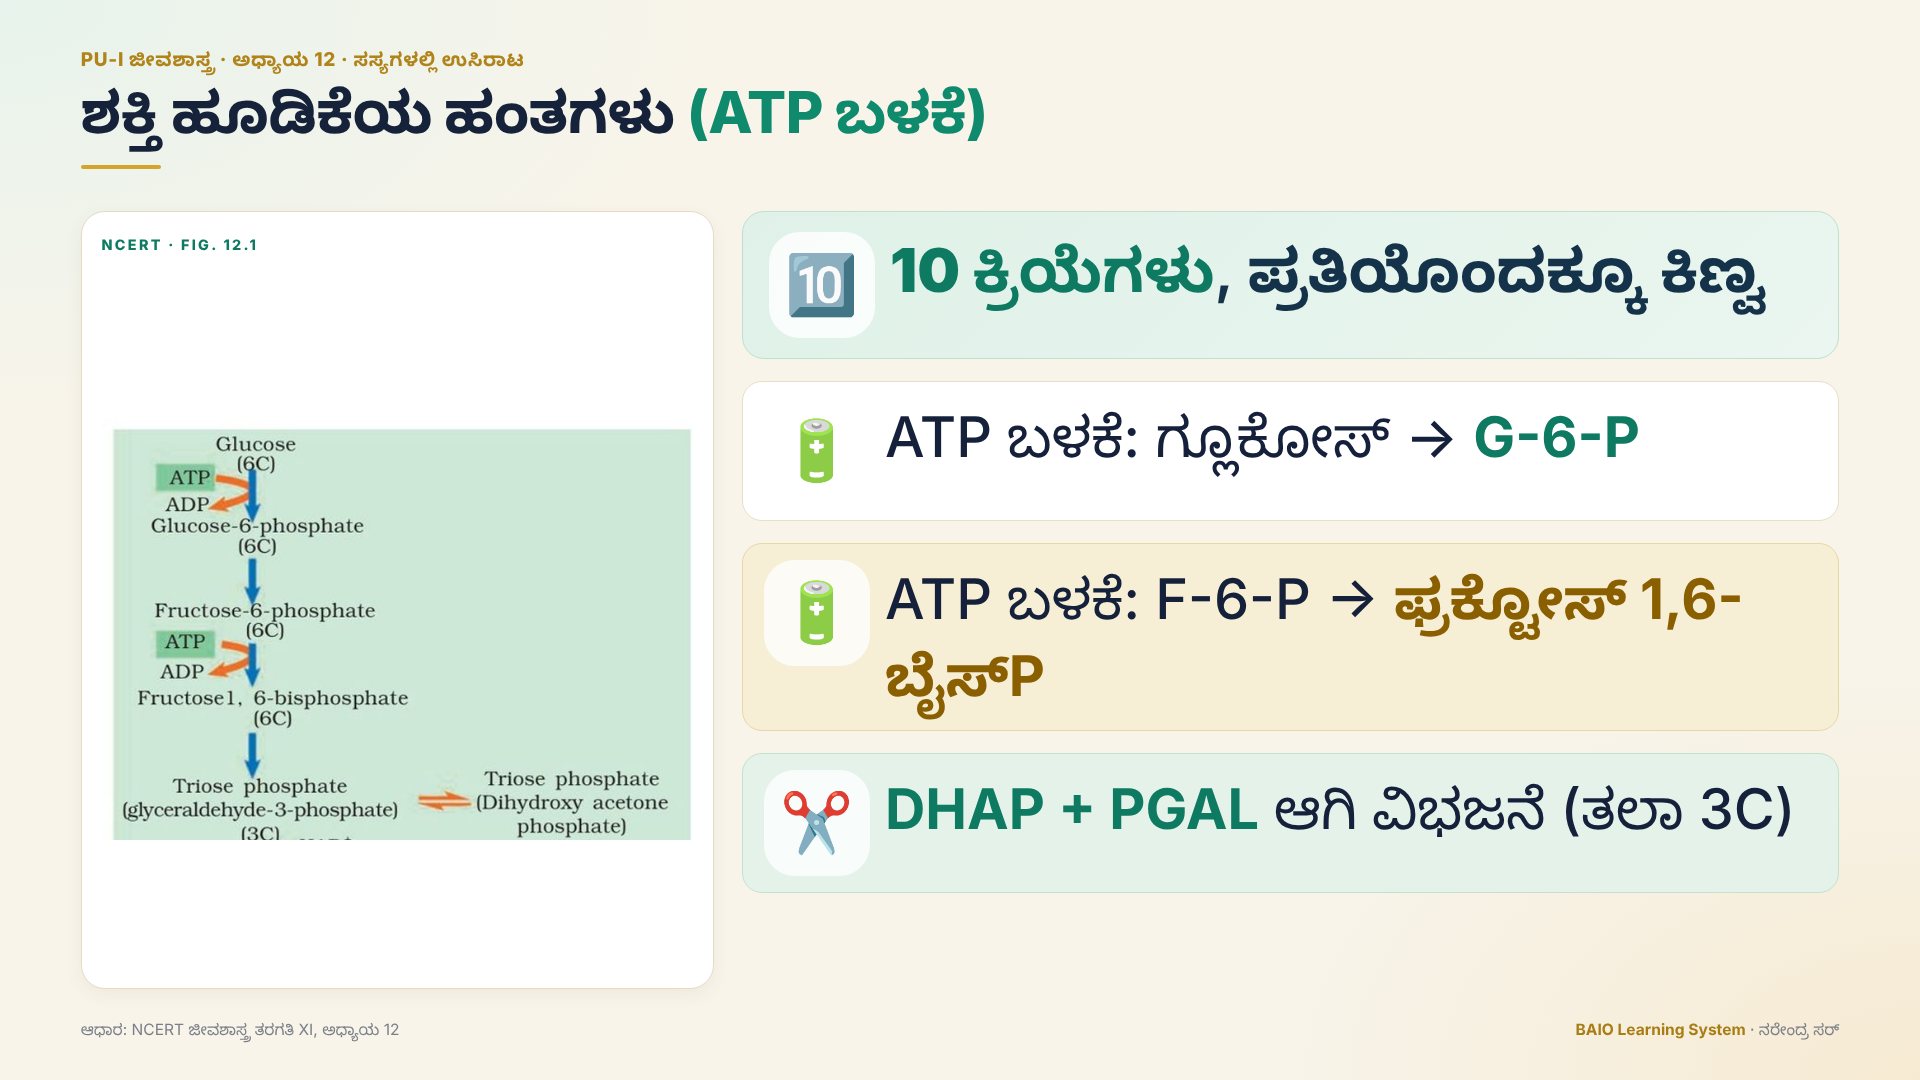 PU-I ಜೀವಶಾಸ್ತ್ರ · ಅಧ್ಯಾಯ 12 · ಸಸ್ಯಗಳಲ್ಲಿ ಉಸಿರಾಟ
ಶಕ್ತಿ ಹೂಡಿಕೆಯ ಹಂತಗಳು (ATP ಬಳಕೆ)
NCERT · FIG. 12.1
Glucose
(6C)
ATP
ADP
Glucose-6-phosphate
(6C)
Fructose-6-phosphate
(6C)
ATP
ADP
Fructose1, 6-bisphosphate
(6C)
Triose phosphate
(glyceraldehyde-3-phosphate)
(3C)
Triose phosphate
(Dihydroxy acetone
phosphate)
10
10 ಕ್ರಿಯೆಗಳು, ಪ್ರತಿಯೊಂದಕ್ಕೂ ಕಿಣ್ವ
ATP ಬಳಕೆ: ಗ್ಲೂಕೋಸ್ → G-6-P
ATP ಬಳಕೆ: F-6-P → ಫ್ರಕ್ಟೋಸ್ 1,6-
ಬೈಸ್‌P
DHAP + PGAL ಆಗಿ ವಿಭಜನೆ (ತಲಾ 3C)
ಆಧಾರ: NCERT ಜೀವಶಾಸ್ತ್ರ ತರಗತಿ XI, ಅಧ್ಯಾಯ 12
BAIO Learning System · ನರೇಂದ್ರ ಸರ್